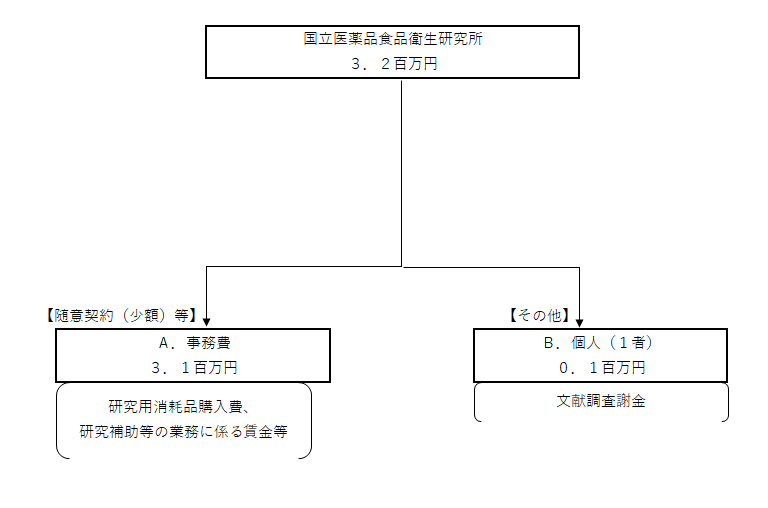 国立医薬品食品衛生研究所
３．２百万円
【随意契約（少額）等】
【その他】
A．事務費
３．１百万円
B．個人（１者）
０．１百万円
研究用消耗品購入費、
研究補助等の業務に係る賃金等
文献調査謝金